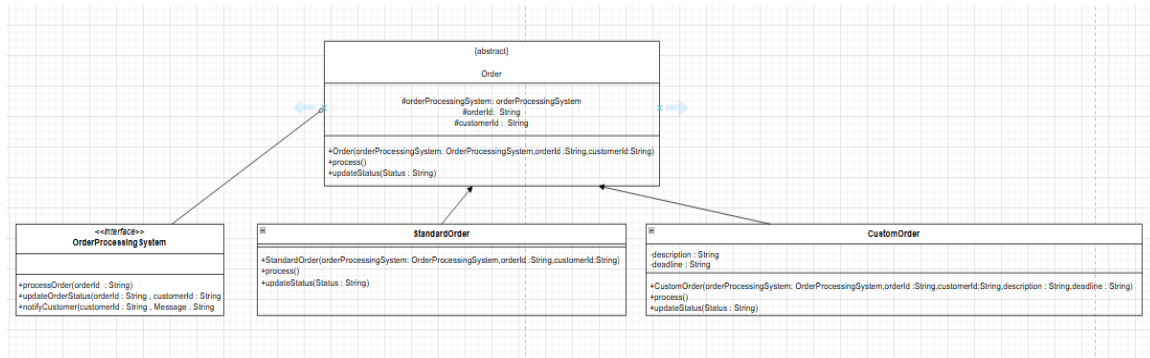 {abstract}
Order
#orderProcessingSystem: orderProcessingSystem
#orderId: String
#customerId : String
+Order(orderProcessingSystem: OrderProcessingSystem,orderId :String,customerId:String)
+process()
+updateStatus(Status : String)
<<Interface>>
OrderProcessingSystem
+processOrder(orderId : String)
+updateOrderStatus(orderId : String , customerId : String
+notifyCustomer(customerId : String , Message : String
StandardOrder
+StandardOrder(orderProcessingSystem: OrderProcessingSystem,orderId :String,customerId:String)
+process()
+updateStatus(Status : String)
CustomOrder
-description : String
-deadline : String
+CustomOrder(orderProcessingSystem: OrderProcessingSystem,orderId :String,customerId:String,description : String,deadline : String)
+process()
+updateStatus(Status : String)